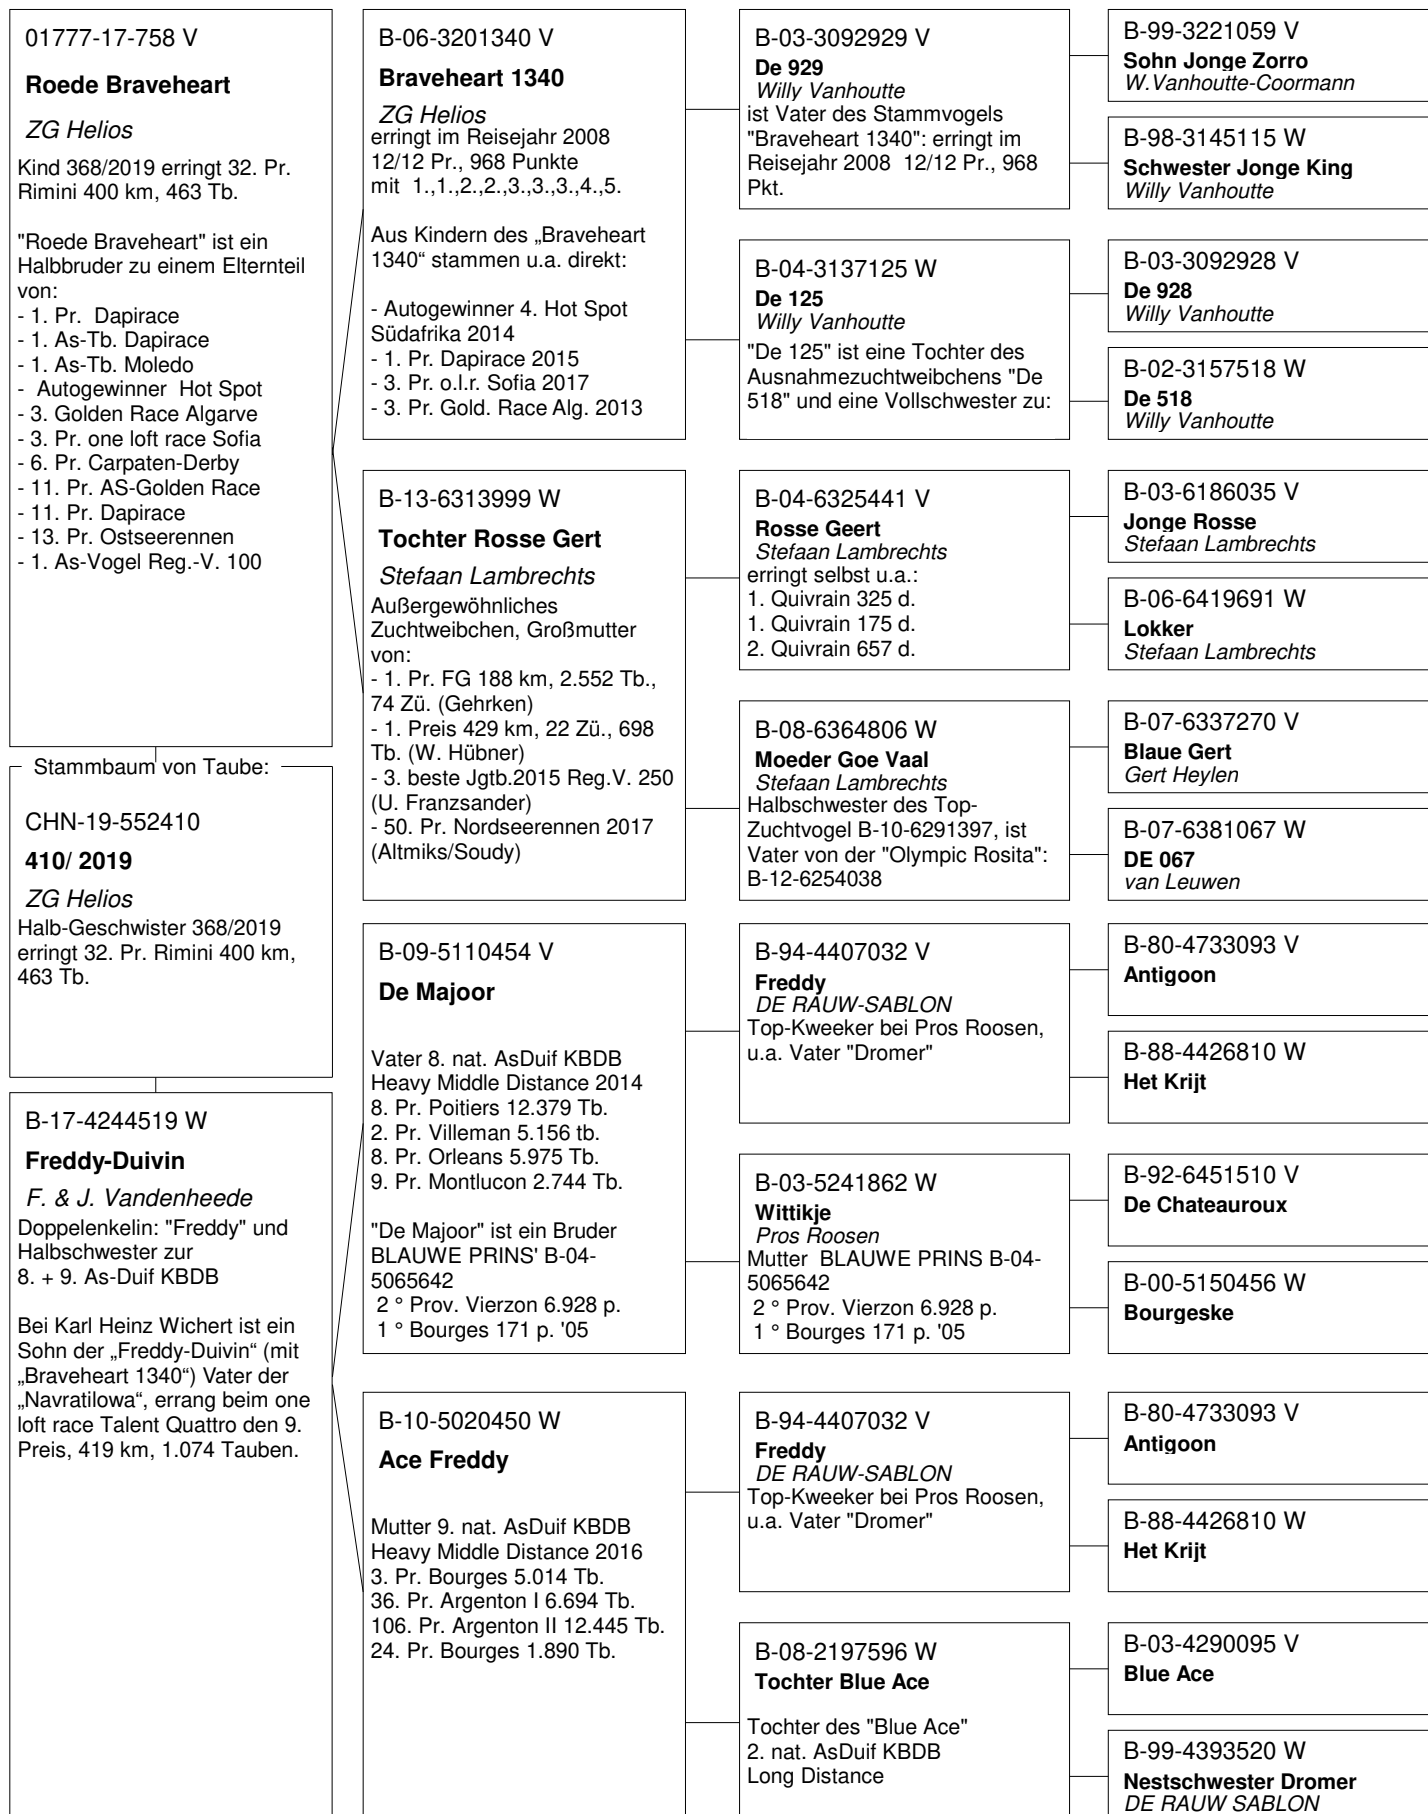 01777-17-758 V
Roede Braveheart
ZG Helios
Kind 368/2019 erringt 32. Pr.
Rimini 400 km, 463 Tb.
"Roede Braveheart" ist ein
Halbbruder zu einem Elternteil
von:
- 1. Pr. Dapirace
- 1. As-Tb. Dapirace
- 1. As-Tb. Moledo
- Autogewinner Hot Spot
- 3. Golden Race Algarve
- 3. Pr. one loft race Sofia
- 6. Pr. Carpaten-Derby
- 11. Pr. AS-Golden Race
- 11. Pr. Dapirace
- 13. Pr. Ostseerennen
- 1. As-Vogel Reg.-V. 100
Stammbaum von Taube:
CHN-19-552410
410/ 2019
ZG Helios
Halb-Geschwister 368/2019
erringt 32. Pr. Rimini 400 km,
463 Tb.
B-17-4244519 W
Freddy-Duivin
F. & J. Vandenheede
Doppelenkelin: "Freddy" und
Halbschwester zur
8. + 9. As-Duif KBDB
Bei Karl Heinz Wichert ist ein
Sohn der „Freddy-Duivin“ (mit
„Braveheart 1340“) Vater der
„Navratilowa“, errang beim one
loft race Talent Quattro den 9.
Preis, 419 km, 1.074 Tauben.
B-06-3201340 V
Braveheart 1340
ZG Helios
erringt im Reisejahr 2008
12/12 Pr., 968 Punkte
mit 1.,1.,2.,2.,3.,3.,3.,4.,5.
Aus Kindern des „Braveheart
1340“ stammen u.a. direkt:
- Autogewinner 4. Hot Spot
Südafrika 2014
- 1. Pr. Dapirace 2015
- 3. Pr. o.l.r. Sofia 2017
- 3. Pr. Gold. Race Alg. 2013
B-13-6313999 W
Tochter Rosse Gert
Stefaan Lambrechts
Außergewöhnliches
Zuchtweibchen, Großmutter
von:
- 1. Pr. FG 188 km, 2.552 Tb.,
74 Zü. (Gehrken)
- 1. Preis 429 km, 22 Zü., 698
Tb. (W. Hübner)
- 3. beste Jgtb.2015 Reg.V. 250
(U. Franzsander)
- 50. Pr. Nordseerennen 2017
(Altmiks/Soudy)
B-09-5110454 V
De Majoor
Vater 8. nat. AsDuif KBDB
Heavy Middle Distance 2014
8. Pr. Poitiers 12.379 Tb.
2. Pr. Villeman 5.156 tb.
8. Pr. Orleans 5.975 Tb.
9. Pr. Montlucon 2.744 Tb.
"De Majoor" ist ein Bruder
BLAUWE PRINS' B-04-
5065642
2 ° Prov. Vierzon 6.928 p.
1 ° Bourges 171 p. '05
B-10-5020450 W
Ace Freddy
Mutter 9. nat. AsDuif KBDB
Heavy Middle Distance 2016
3. Pr. Bourges 5.014 Tb.
36. Pr. Argenton I 6.694 Tb.
106. Pr. Argenton II 12.445 Tb.
24. Pr. Bourges 1.890 Tb.
B-03-3092929 V
De 929
Willy Vanhoutte
ist Vater des Stammvogels
"Braveheart 1340": erringt im
Reisejahr 2008 12/12 Pr., 968
Pkt.
B-04-3137125 W
De 125
Willy Vanhoutte
"De 125" ist eine Tochter des
Ausnahmezuchtweibchens "De
518" und eine Vollschwester zu:
B-04-6325441 V
Rosse Geert
Stefaan Lambrechts
erringt selbst u.a.:
1. Quivrain 325 d.
1. Quivrain 175 d.
2. Quivrain 657 d.
B-08-6364806 W
Moeder Goe Vaal
Stefaan Lambrechts
Halbschwester des Top-
Zuchtvogel B-10-6291397, ist
Vater von der "Olympic Rosita":
B-12-6254038
B-94-4407032 V
Freddy
DE RAUW-SABLON
Top-Kweeker bei Pros Roosen,
u.a. Vater "Dromer"
B-03-5241862 W
Wittikje
Pros Roosen
Mutter BLAUWE PRINS B-04-
5065642
2 ° Prov. Vierzon 6.928 p.
1 ° Bourges 171 p. '05
B-94-4407032 V
Freddy
DE RAUW-SABLON
Top-Kweeker bei Pros Roosen,
u.a. Vater "Dromer"
B-08-2197596 W
Tochter Blue Ace
Tochter des "Blue Ace"
2. nat. AsDuif KBDB
Long Distance
B-99-3221059 V
Sohn Jonge Zorro
W.Vanhoutte-Coormann
B-98-3145115 W
Schwester Jonge King
Willy Vanhoutte
B-03-3092928 V
De 928
Willy Vanhoutte
B-02-3157518 W
De 518
Willy Vanhoutte
B-03-6186035 V
Jonge Rosse
Stefaan Lambrechts
B-06-6419691 W
Lokker
Stefaan Lambrechts
B-07-6337270 V
Blaue Gert
Gert Heylen
B-07-6381067 W
DE 067
van Leuwen
B-80-4733093 V
Antigoon
B-88-4426810 W
Het Krijt
B-92-6451510 V
De Chateauroux
B-00-5150456 W
Bourgeske
B-80-4733093 V
Antigoon
B-88-4426810 W
Het Krijt
B-03-4290095 V
Blue Ace
B-99-4393520 W
Nestschwester Dromer
DE RAUW SABLON